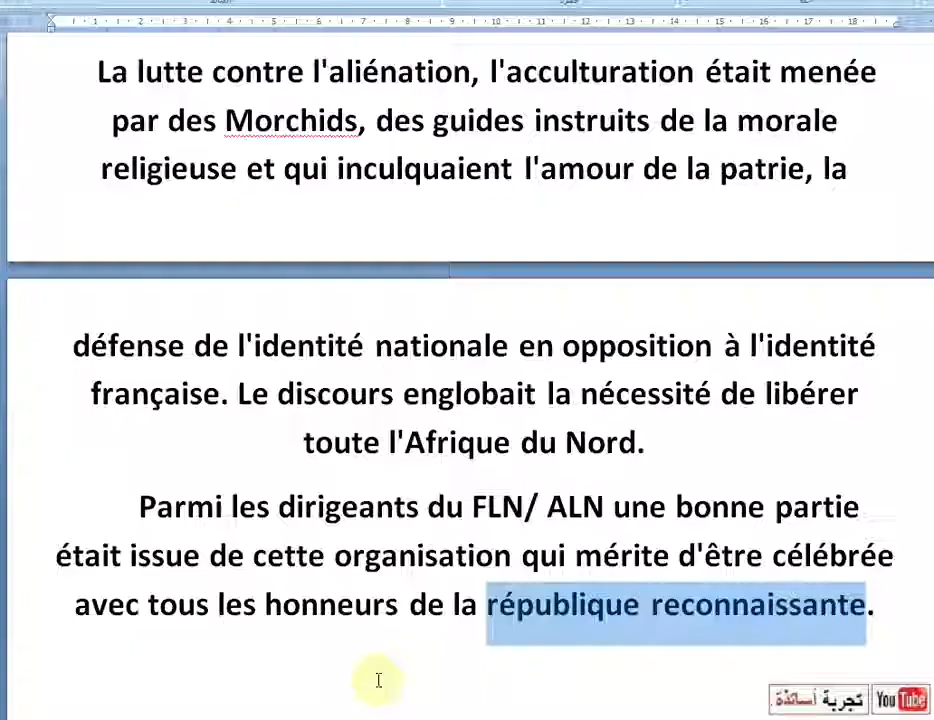 La lutte contre l'aliénation, l'acculturation était menée
par des Morchids, des guides instruits de la morale
religieuse et qui inculquaient l'amour de la patrie, la
défense de l'identité nationale en opposition à l'identité
française. Le discours englobait la nécessité de libérer
toute l'Afrique du Nord.
Parmi les dirigeants du FLN/ ALN une bonne partie
était issue de cette organisation qui mérite d'être célébrée
avec tous les honneurs de la république reconnaissante.
تجربة أساتذة
YouTube